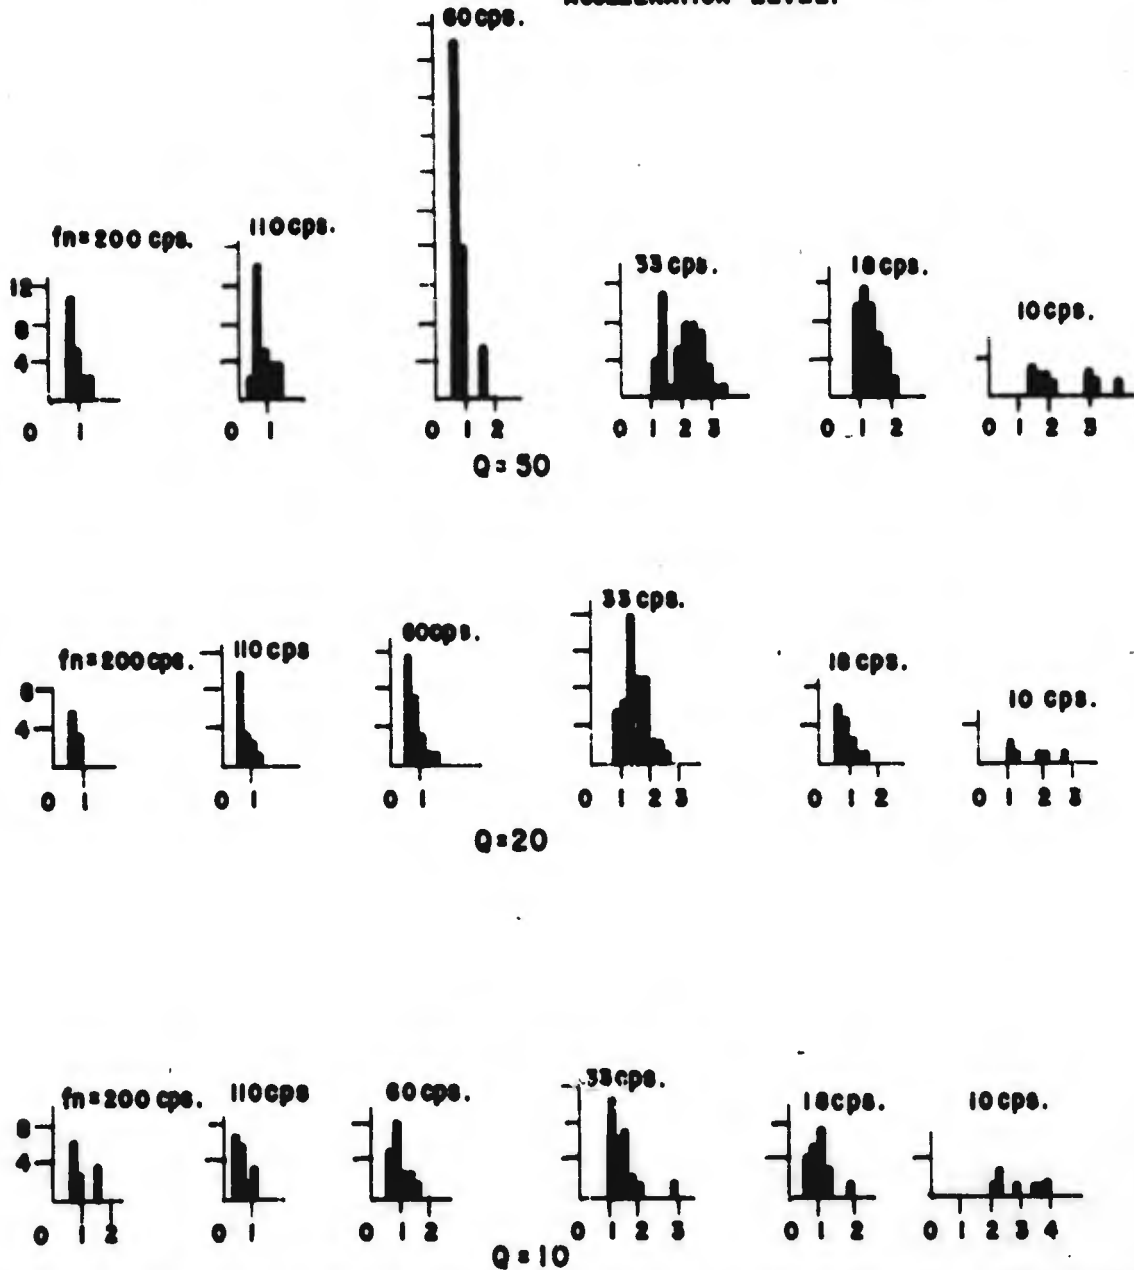 60 cps.
fn=200 cps.
110 cps.
33 cps.
18 cps.
10 cps.
12
8
4
0 1
0 1
0 1 2
0 1 2 3
0 1 2
0 1 2 3
Q=50
fn=200 cps.
110 cps
60 cps.
33 cps.
18 cps.
10 cps.
8
4
0 1
0 1
0 1
0 1 2 3
0 1 2
0 1 2 3
Q=20
fn=200 cps.
110 cps
60 cps.
33 cps.
18 cps.
10 cps.
8
4
0 1 2
0 1
0 1 2
0 1 2 3
0 1 2
0 1 2 3 4
Q=10